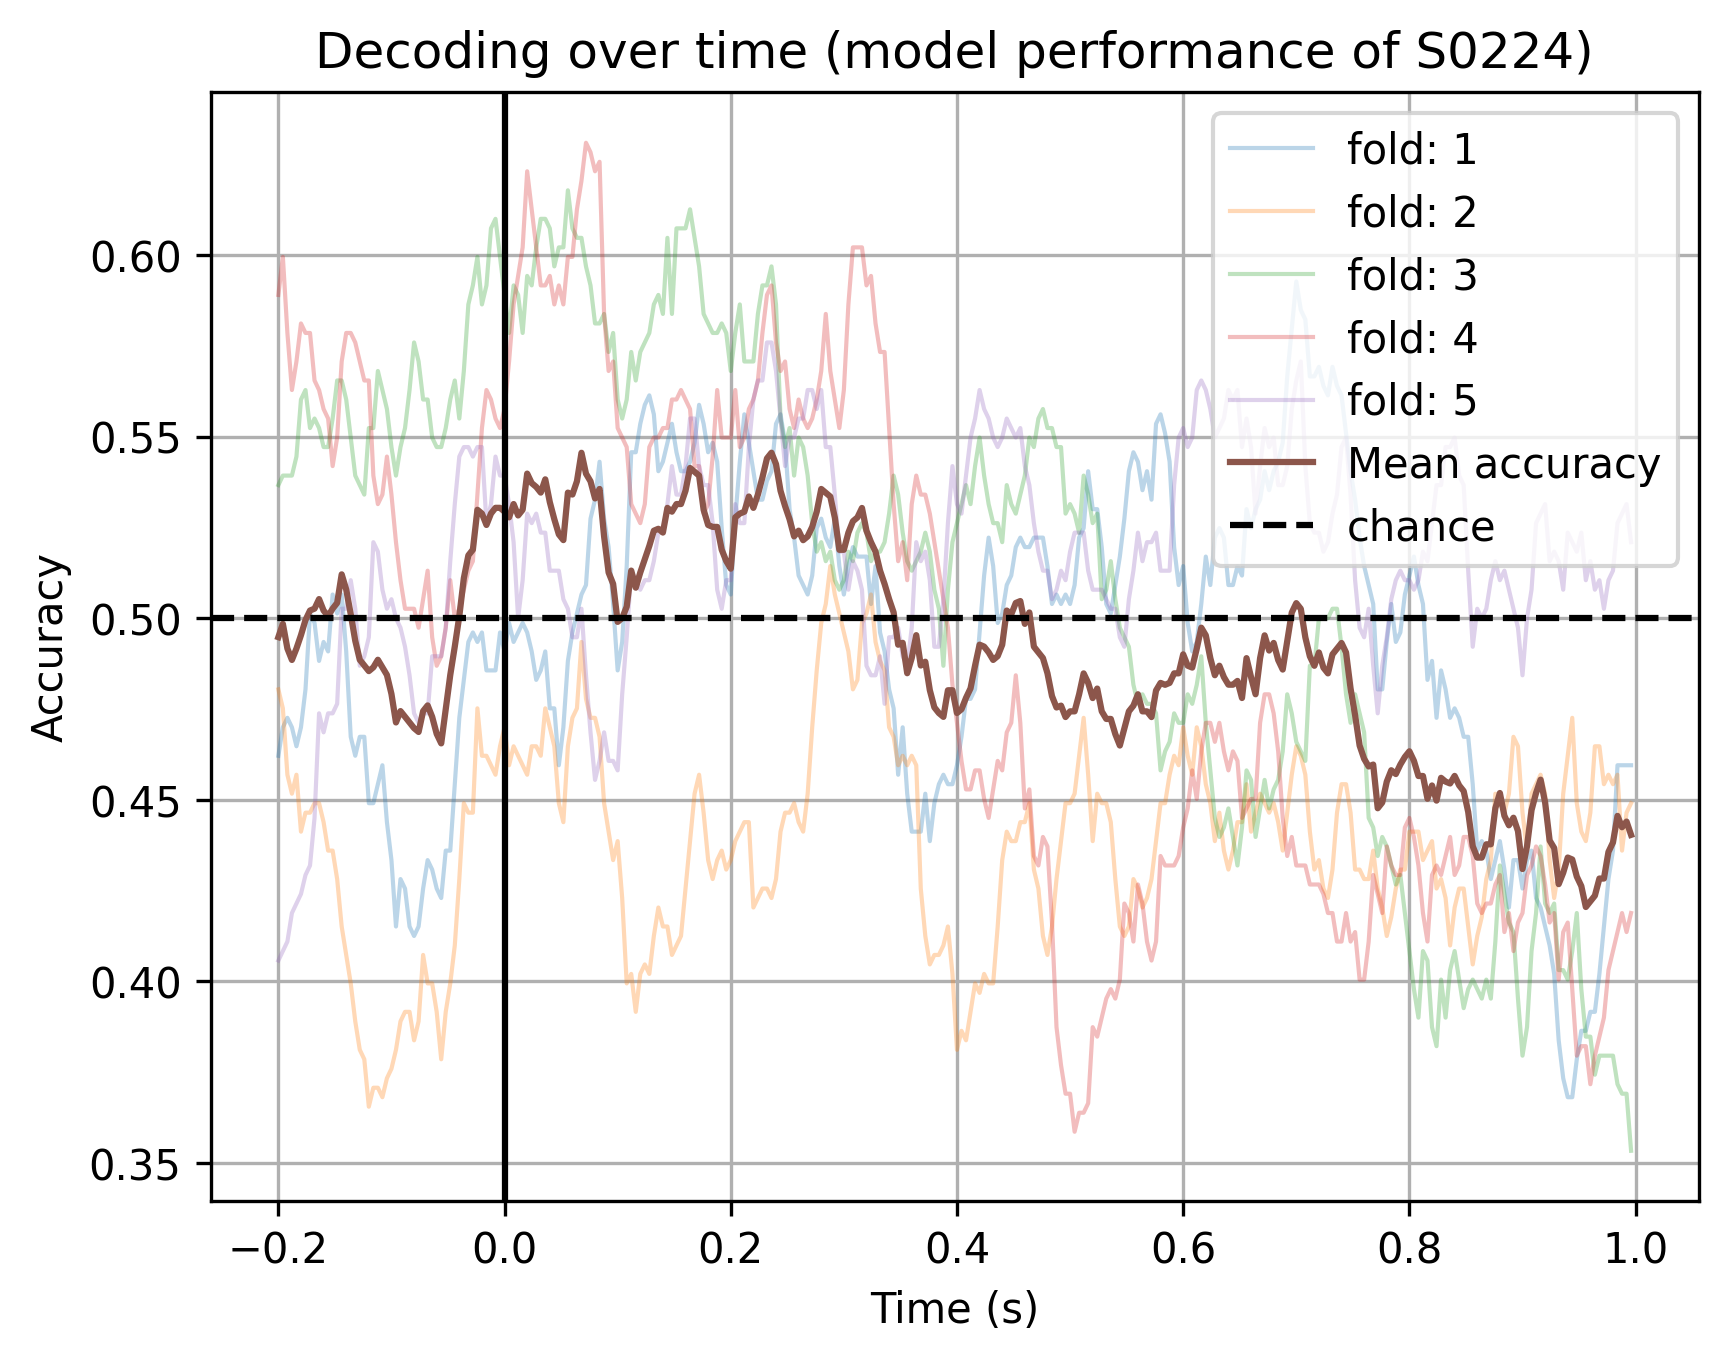 Decoding over time (model performance of S0224)
fold: 1
fold: 2
fold: 3
fold: 4
fold: 5
Mean accuracy
chance
Accuracy
0.60
0.55
0.50
0.45
0.40
0.35
−0.2
0.0
0.2
0.4
0.6
0.8
1.0
Time (s)